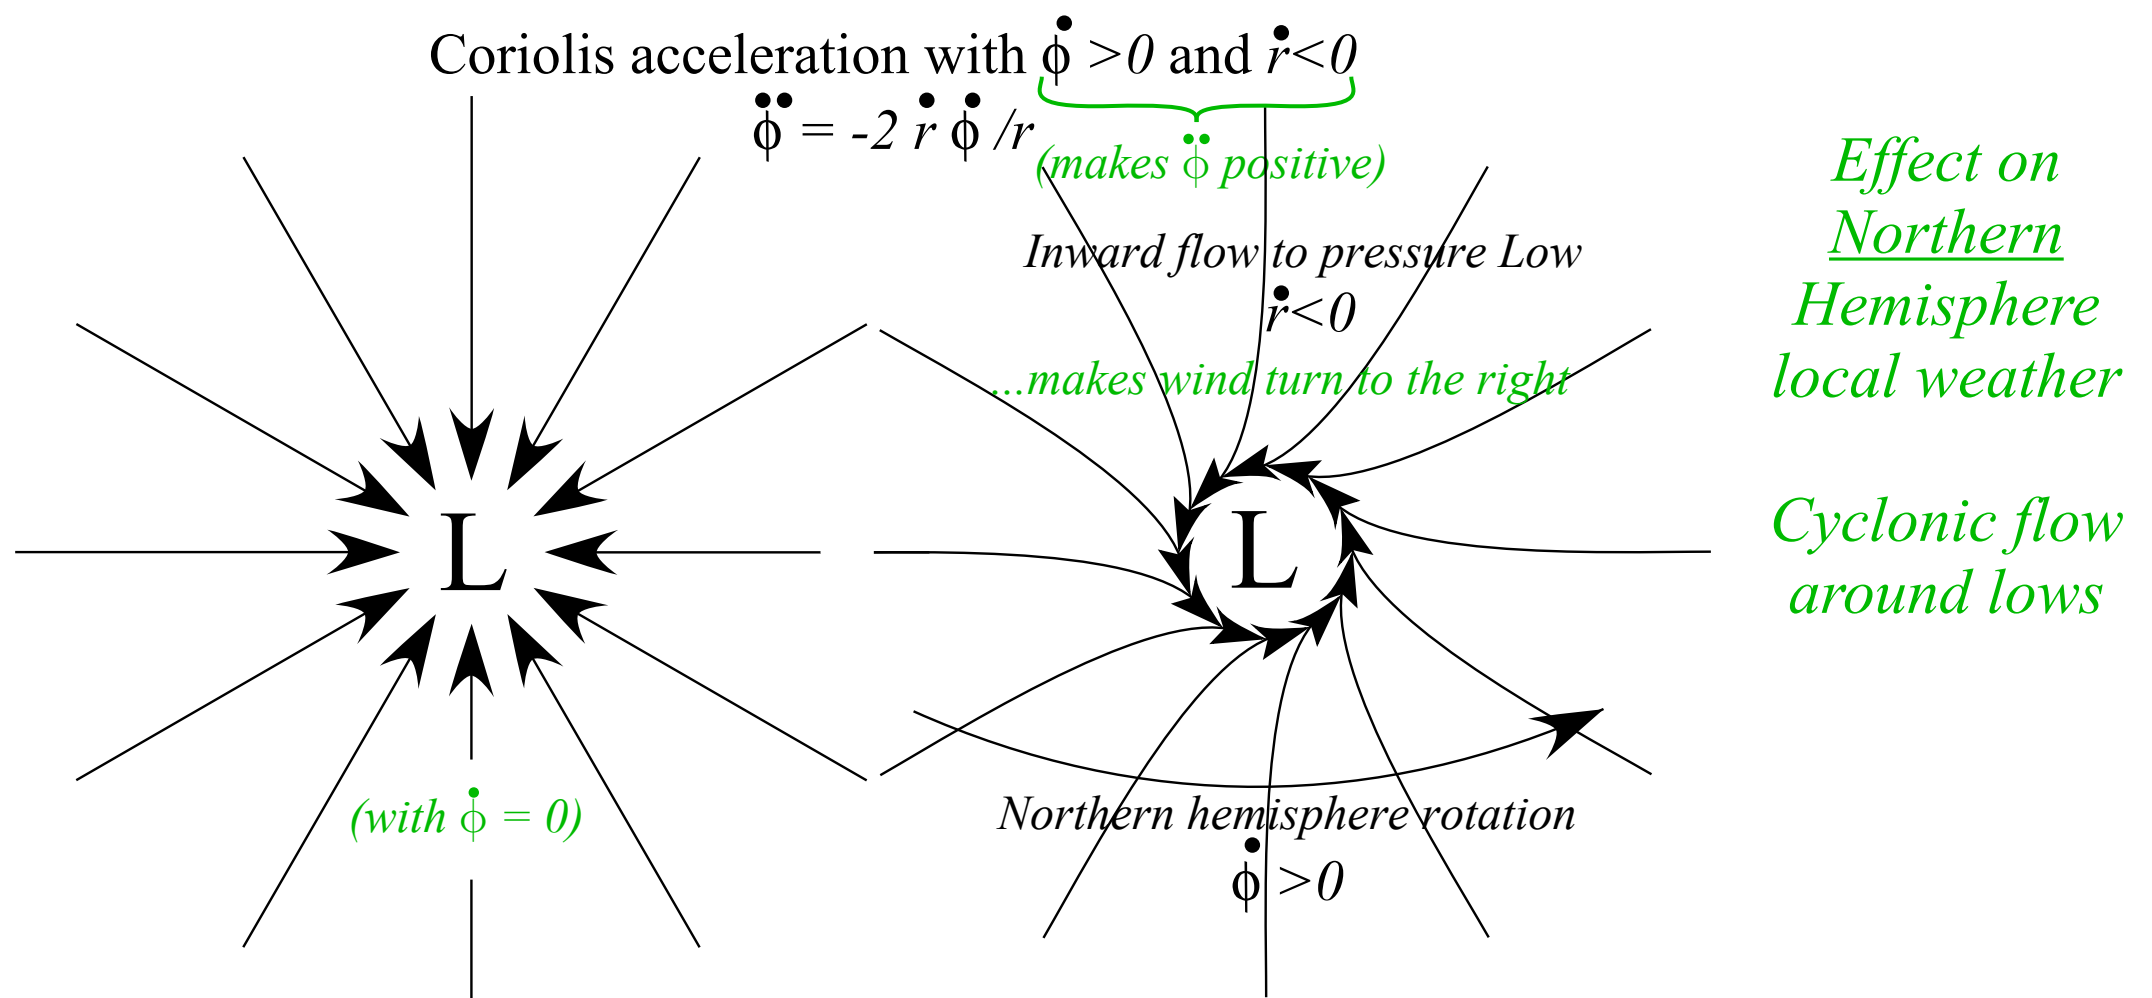 Coriolis acceleration with ϕ̇ >0 and ṙ<0
ϕ̈ = -2 ṙ ϕ̇ /r
(makes ϕ̈ positive)
Inward flow to pressure Low
ṙ<0
...makes wind turn to the right
L
L
(with ϕ̇ = 0)
Northern hemisphere rotation
ϕ̇ >0
Effect on
Northern
Hemisphere
local weather
Cyclonic flow
around lows